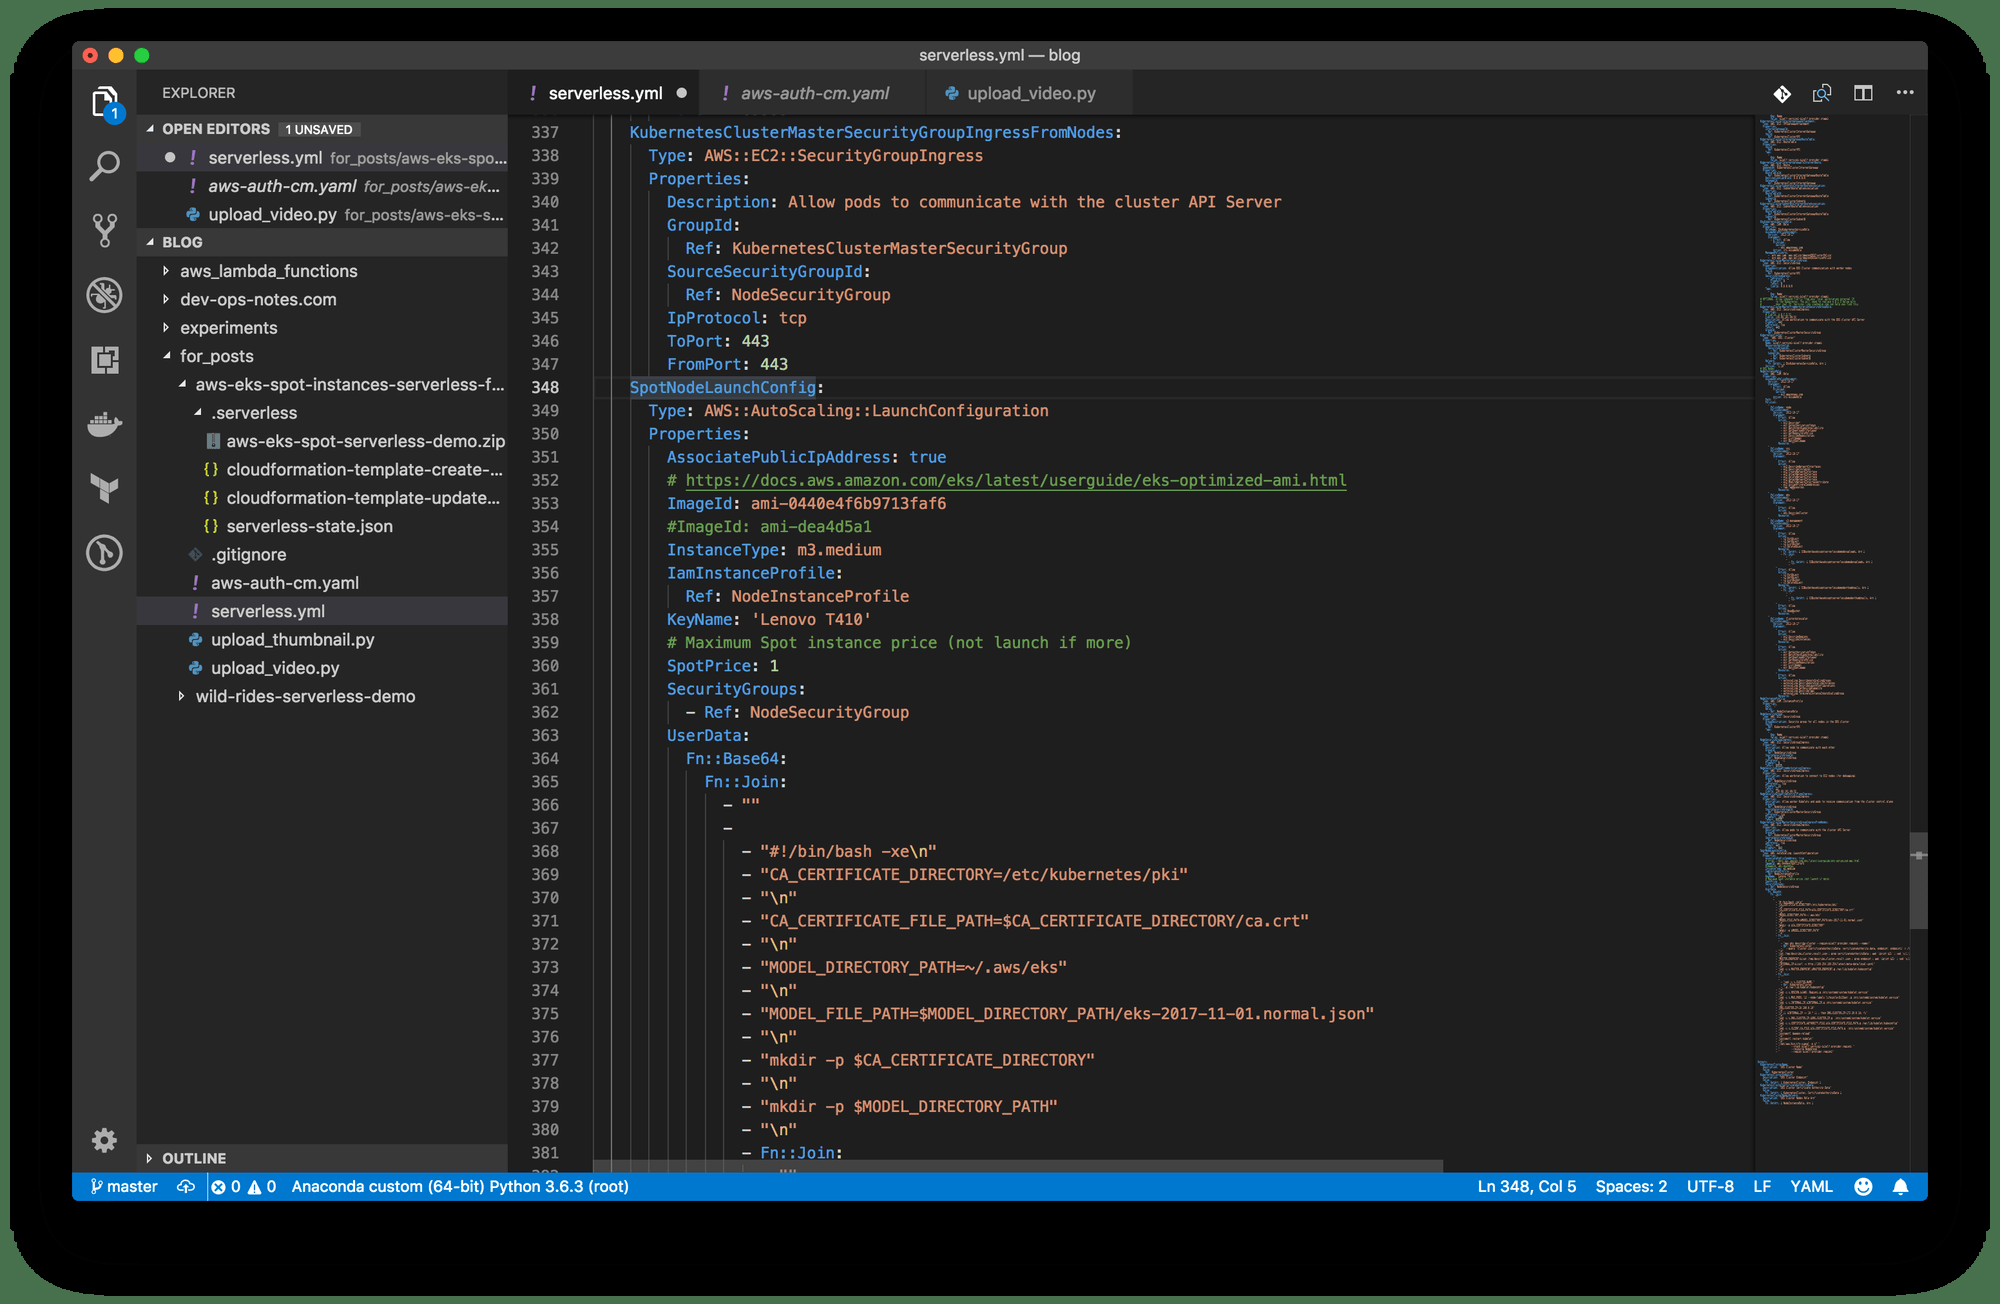 serverless.yml — blog
EXPLORER
OPEN EDITORS 1 UNSAVED
serverless.yml for_posts/aws-eks-spo...
aws-auth-cm.yaml for_posts/aws-ek...
upload_video.py for_posts/aws-eks-s...
BLOG
aws_lambda_functions
dev-ops-notes.com
experiments
for_posts
aws-eks-spot-instances-serverless-f...
.serverless
aws-eks-spot-serverless-demo.zip
{} cloudformation-template-create-...
{} cloudformation-template-update...
{} serverless-state.json
.gitignore
! aws-auth-cm.yaml
! serverless.yml
upload_thumbnail.py
upload_video.py
wild-rides-serverless-demo
OUTLINE
1
! serverless.yml ●
! aws-auth-cm.yaml
upload_video.py
337 KubernetesClusterMasterSecurityGroupIngressFromNodes:
338 Type: AWS::EC2::SecurityGroupIngress
339 Properties:
340 Description: Allow pods to communicate with the cluster API Server
341 GroupId:
342 Ref: KubernetesClusterMasterSecurityGroup
343 SourceSecurityGroupId:
344 Ref: NodeSecurityGroup
345 IpProtocol: tcp
346 ToPort: 443
347 FromPort: 443
348 SpotNodeLaunchConfig:
349 Type: AWS::AutoScaling::LaunchConfiguration
350 Properties:
351 AssociatePublicIpAddress: true
352 # https://docs.aws.amazon.com/eks/latest/userguide/eks-optimized-ami.html
353 ImageId: ami-0440e4f6b9713faf6
354 #ImageId: ami-dea4d5a1
355 InstanceType: m3.medium
356 IamInstanceProfile:
357 Ref: NodeInstanceProfile
358 KeyName: 'Lenovo T410'
359 # Maximum Spot instance price (not launch if more)
360 SpotPrice: 1
361 SecurityGroups:
362 - Ref: NodeSecurityGroup
363 UserData:
364 Fn::Base64:
365 Fn::Join:
366 - ""
367 -
368 - "#!/bin/bash -xe\n"
369 - "CA_CERTIFICATE_DIRECTORY=/etc/kubernetes/pki"
370 - "\n"
371 - "CA_CERTIFICATE_FILE_PATH=$CA_CERTIFICATE_DIRECTORY/ca.crt"
372 - "\n"
373 - "MODEL_DIRECTORY_PATH=~/.aws/eks"
374 - "\n"
375 - "MODEL_FILE_PATH=$MODEL_DIRECTORY_PATH/eks-2017-11-01.normal.json"
376 - "\n"
377 - "mkdir -p $CA_CERTIFICATE_DIRECTORY"
378 - "\n"
379 - "mkdir -p $MODEL_DIRECTORY_PATH"
380 - "\n"
381 - Fn::Join:
master
0 0
Anaconda custom (64-bit) Python 3.6.3 (root)
Ln 348, Col 5
Spaces: 2
UTF-8
LF
YAML